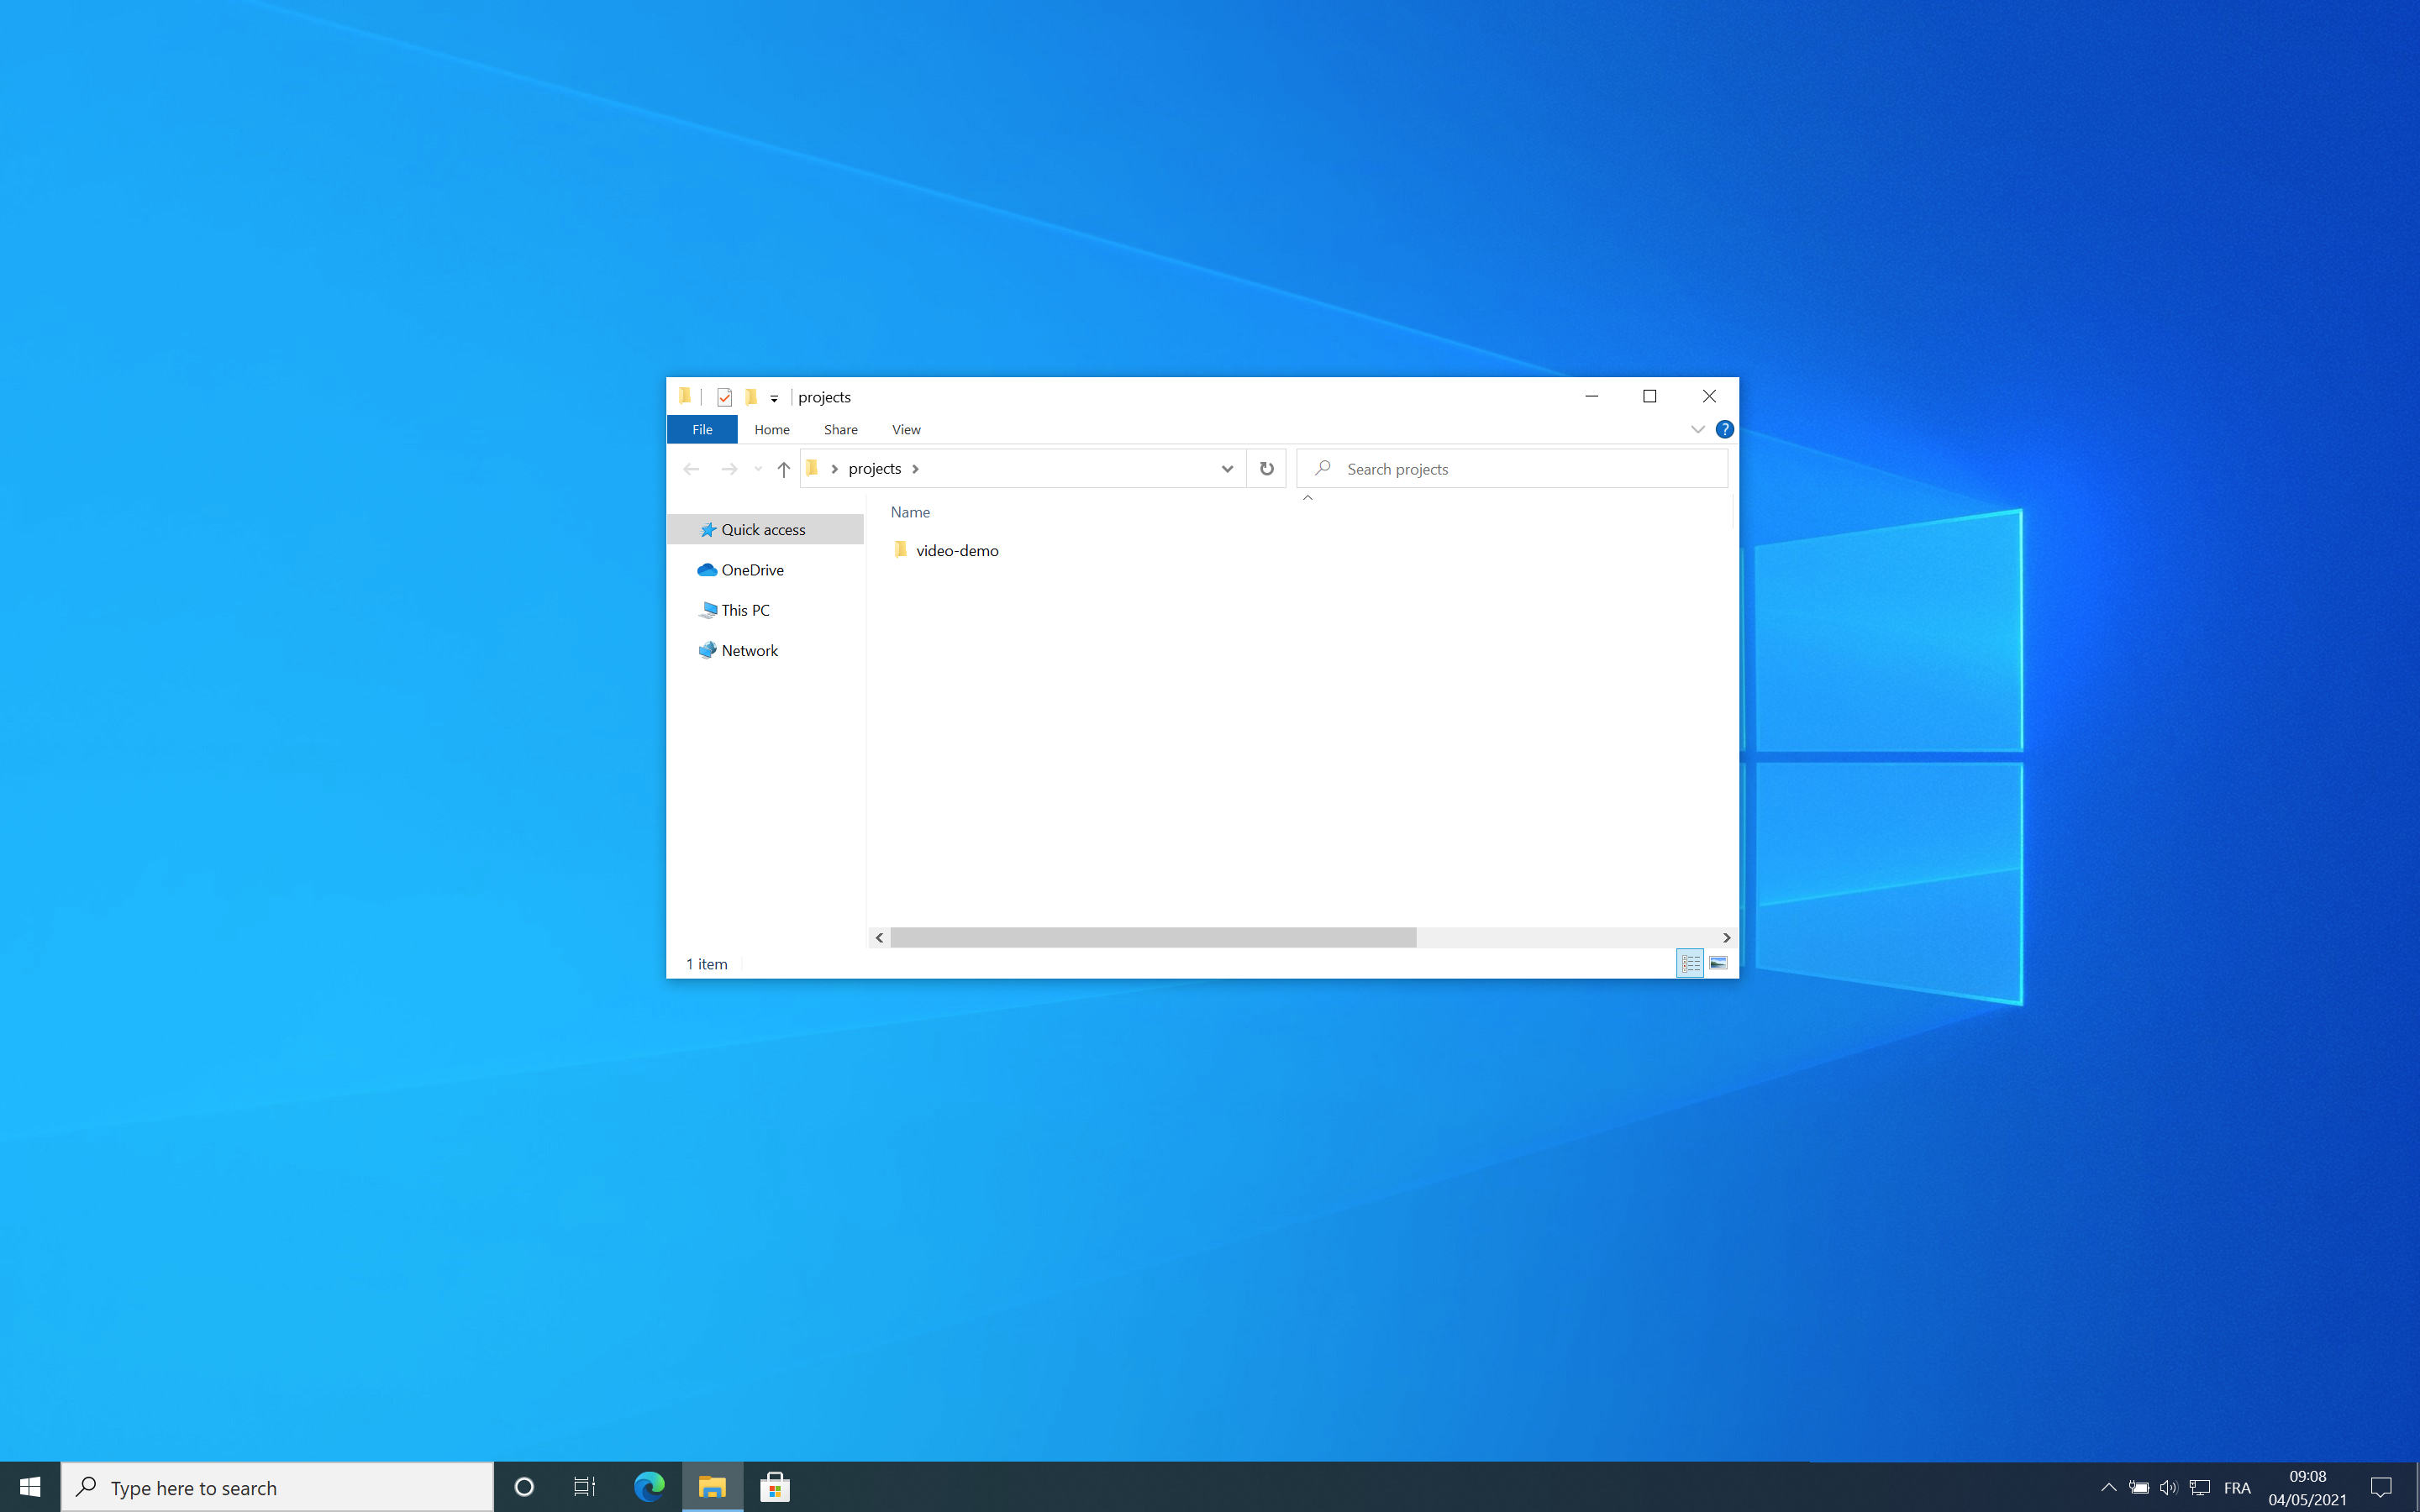 projects
File Home Share View
projects
Search projects
Quick access
OneDrive
This PC
Network
Name
video-demo
1 item
Type here to search
FRA
09:08
04/05/2021